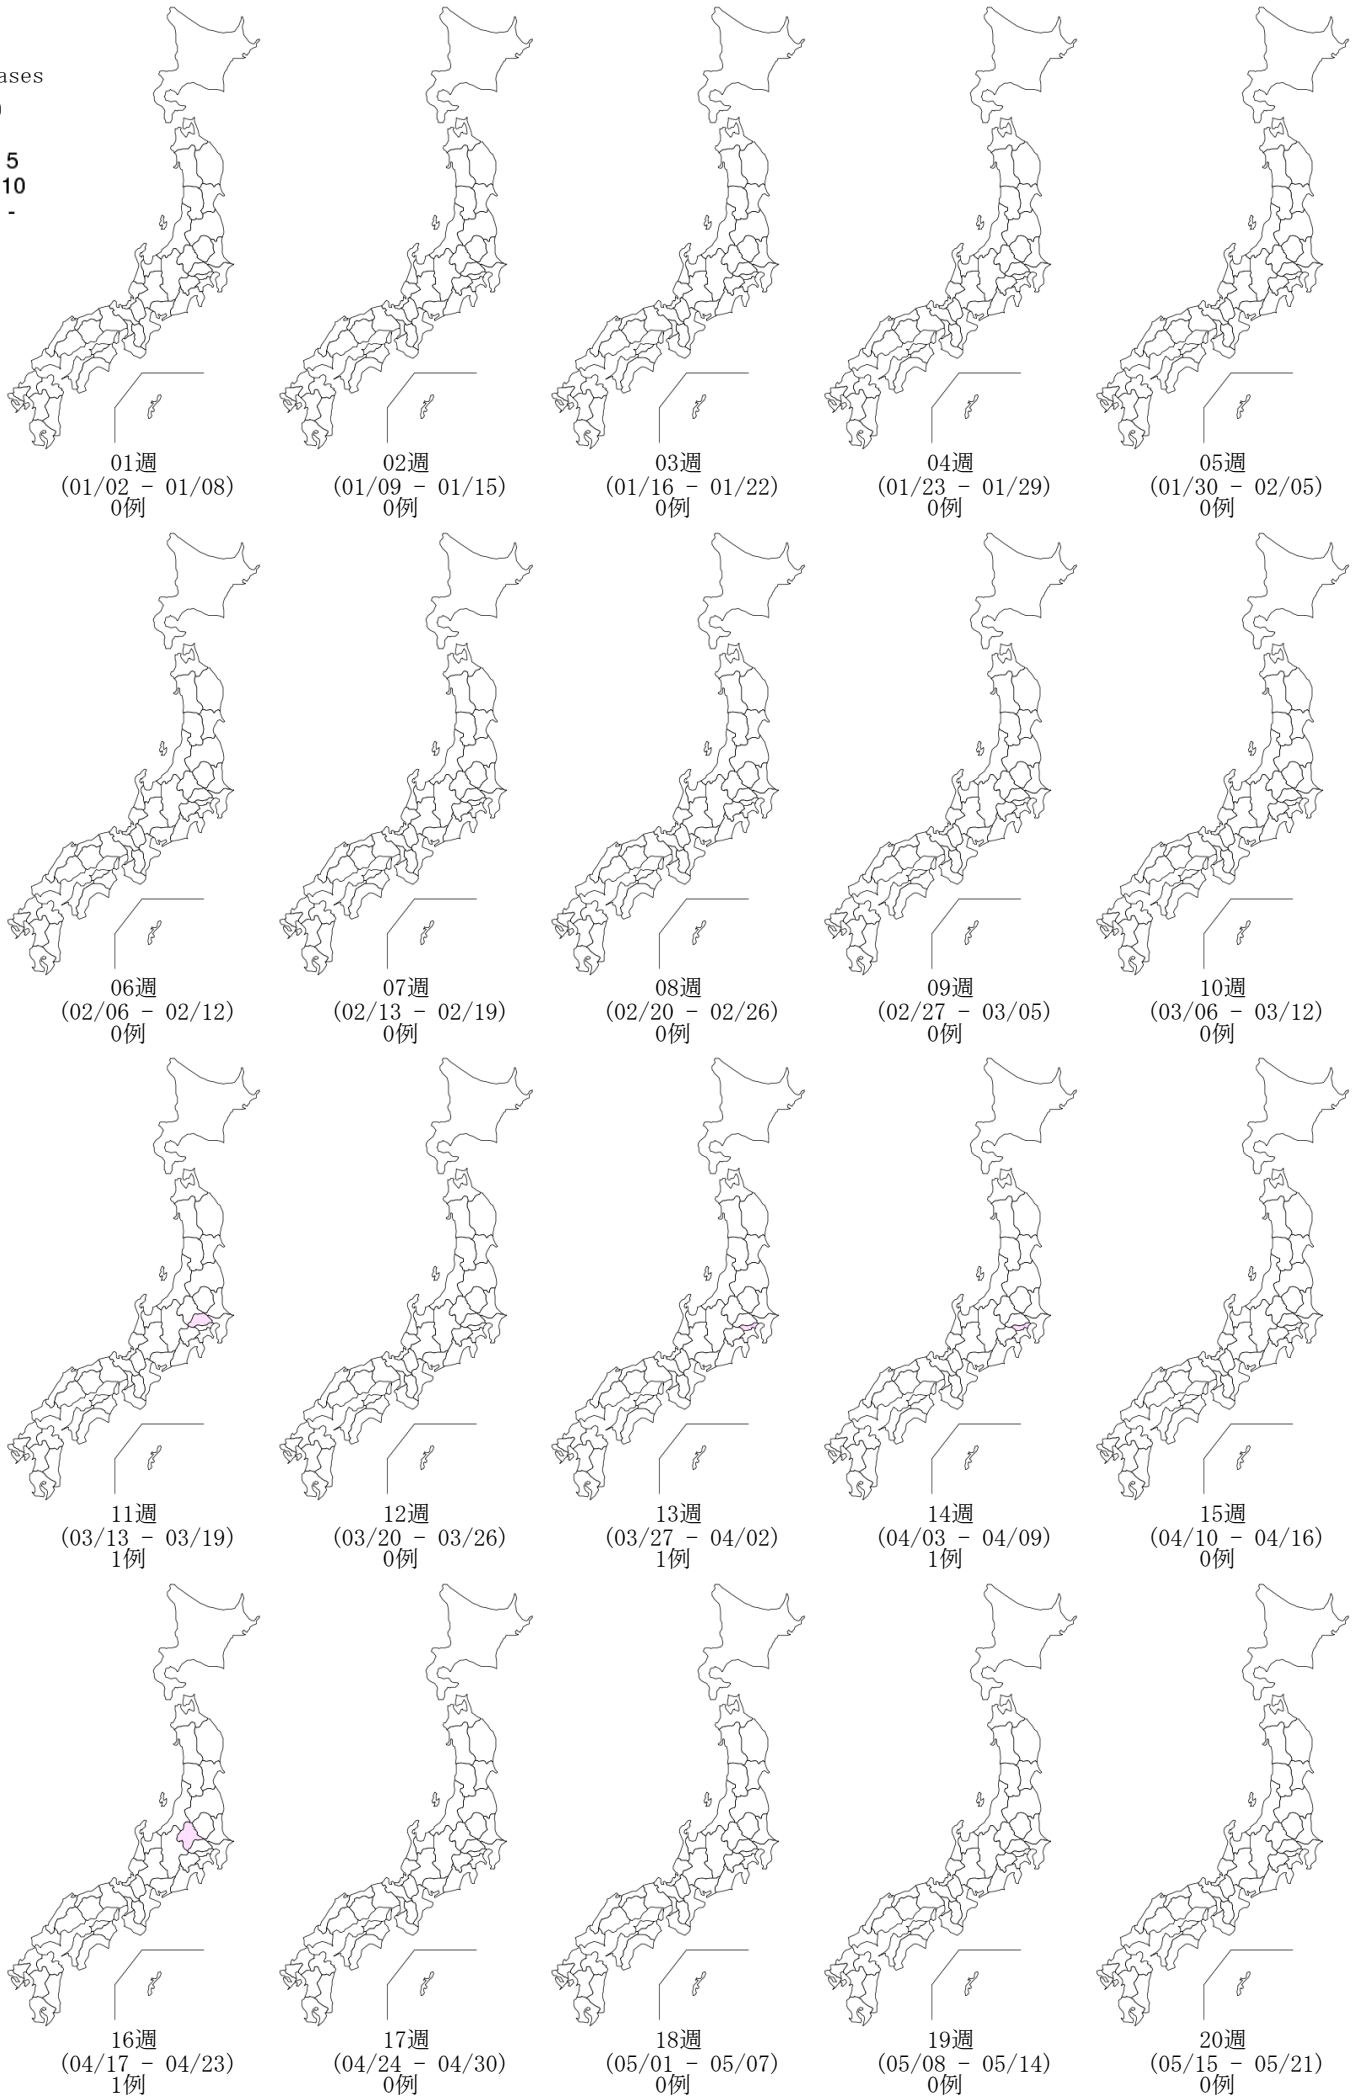 ases
5
10
-
01週
(01/02 - 01/08)
0例
02週
(01/09 - 01/15)
0例
03週
(01/16 - 01/22)
0例
04週
(01/23 - 01/29)
0例
05週
(01/30 - 02/05)
0例
06週
(02/06 - 02/12)
0例
07週
(02/13 - 02/19)
0例
08週
(02/20 - 02/26)
0例
09週
(02/27 - 03/05)
0例
10週
(03/06 - 03/12)
0例
11週
(03/13 - 03/19)
1例
12週
(03/20 - 03/26)
0例
13週
(03/27 - 04/02)
1例
14週
(04/03 - 04/09)
1例
15週
(04/10 - 04/16)
0例
16週
(04/17 - 04/23)
1例
17週
(04/24 - 04/30)
0例
18週
(05/01 - 05/07)
0例
19週
(05/08 - 05/14)
0例
20週
(05/15 - 05/21)
0例